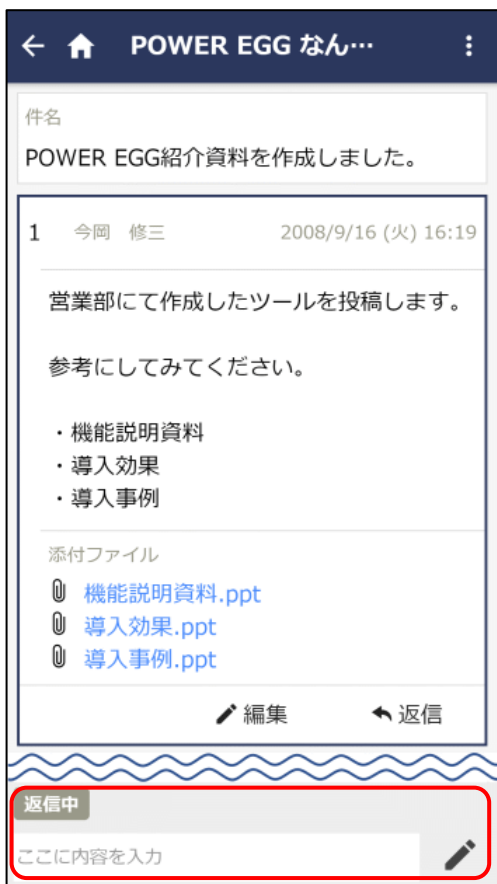 POWER EGG なん…
件名
POWER EGG紹介資料を作成しました。
1 今岡 修三 2008/9/16 (火) 16:19
営業部にて作成したツールを投稿します。
参考にしてみてください。
・機能説明資料
・導入効果
・導入事例
添付ファイル
機能説明資料.ppt
導入効果.ppt
導入事例.ppt
編集 返信
返信中
ここに内容を入力